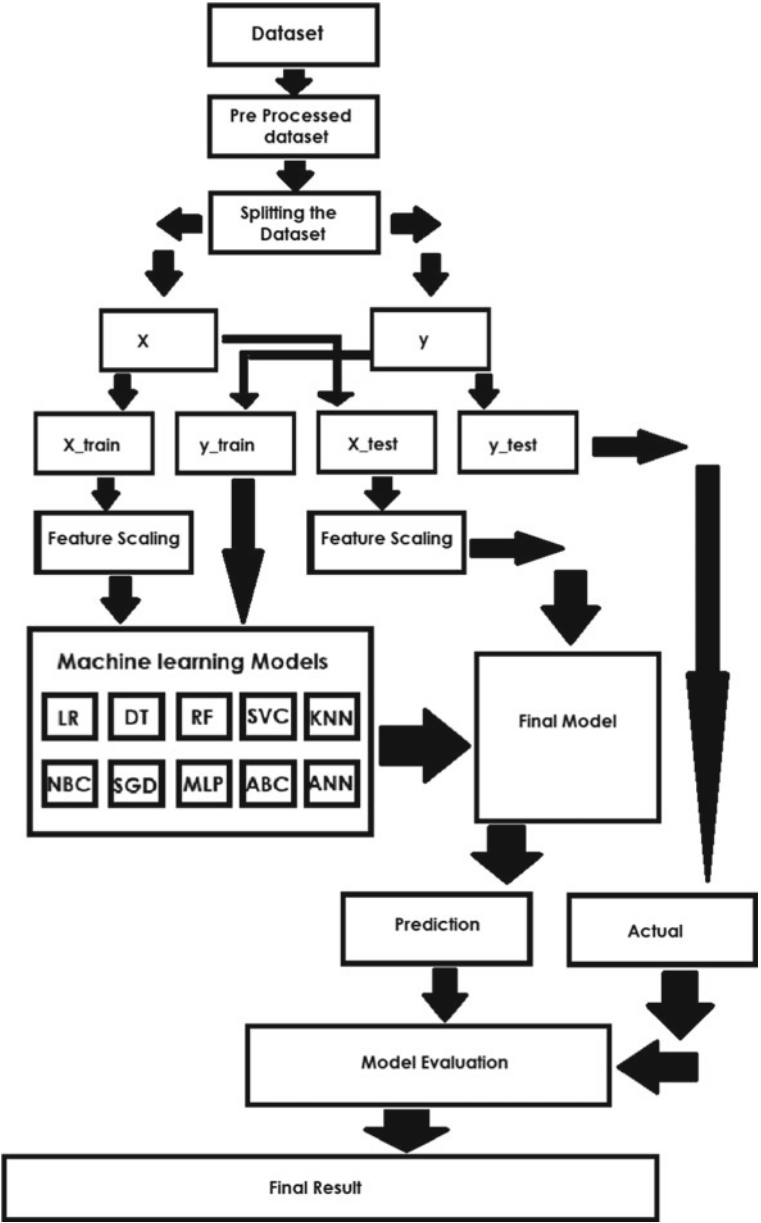 Dataset
Pre Processed
dataset
Splitting the
Dataset
X
y
X_train
y_train
X_test
y_test
Feature Scaling
Feature Scaling
Machine learning Models
LR
DT
RF
SVC
KNN
NBC
SGD
MLP
ABC
ANN
Final Model
Prediction
Actual
Model Evaluation
Final Result